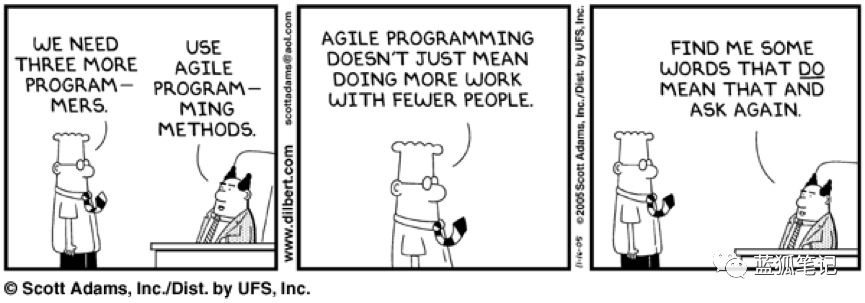 WE NEED
THREE MORE
PROGRAM-
MERS.
USE
AGILE
PROGRAM-
MING
METHODS.
www.dilbert.com
scottadams@aol.com
AGILE PROGRAMMING
DOESN'T JUST MEAN
DOING MORE WORK
WITH FEWER PEOPLE.
11-16-05
©2005 Scott Adams, Inc./Dist. by UFS, Inc.
FIND ME SOME
WORDS THAT DO
MEAN THAT AND
ASK AGAIN.
蓝狐笔记
© Scott Adams, Inc./Dist. by UFS, Inc.